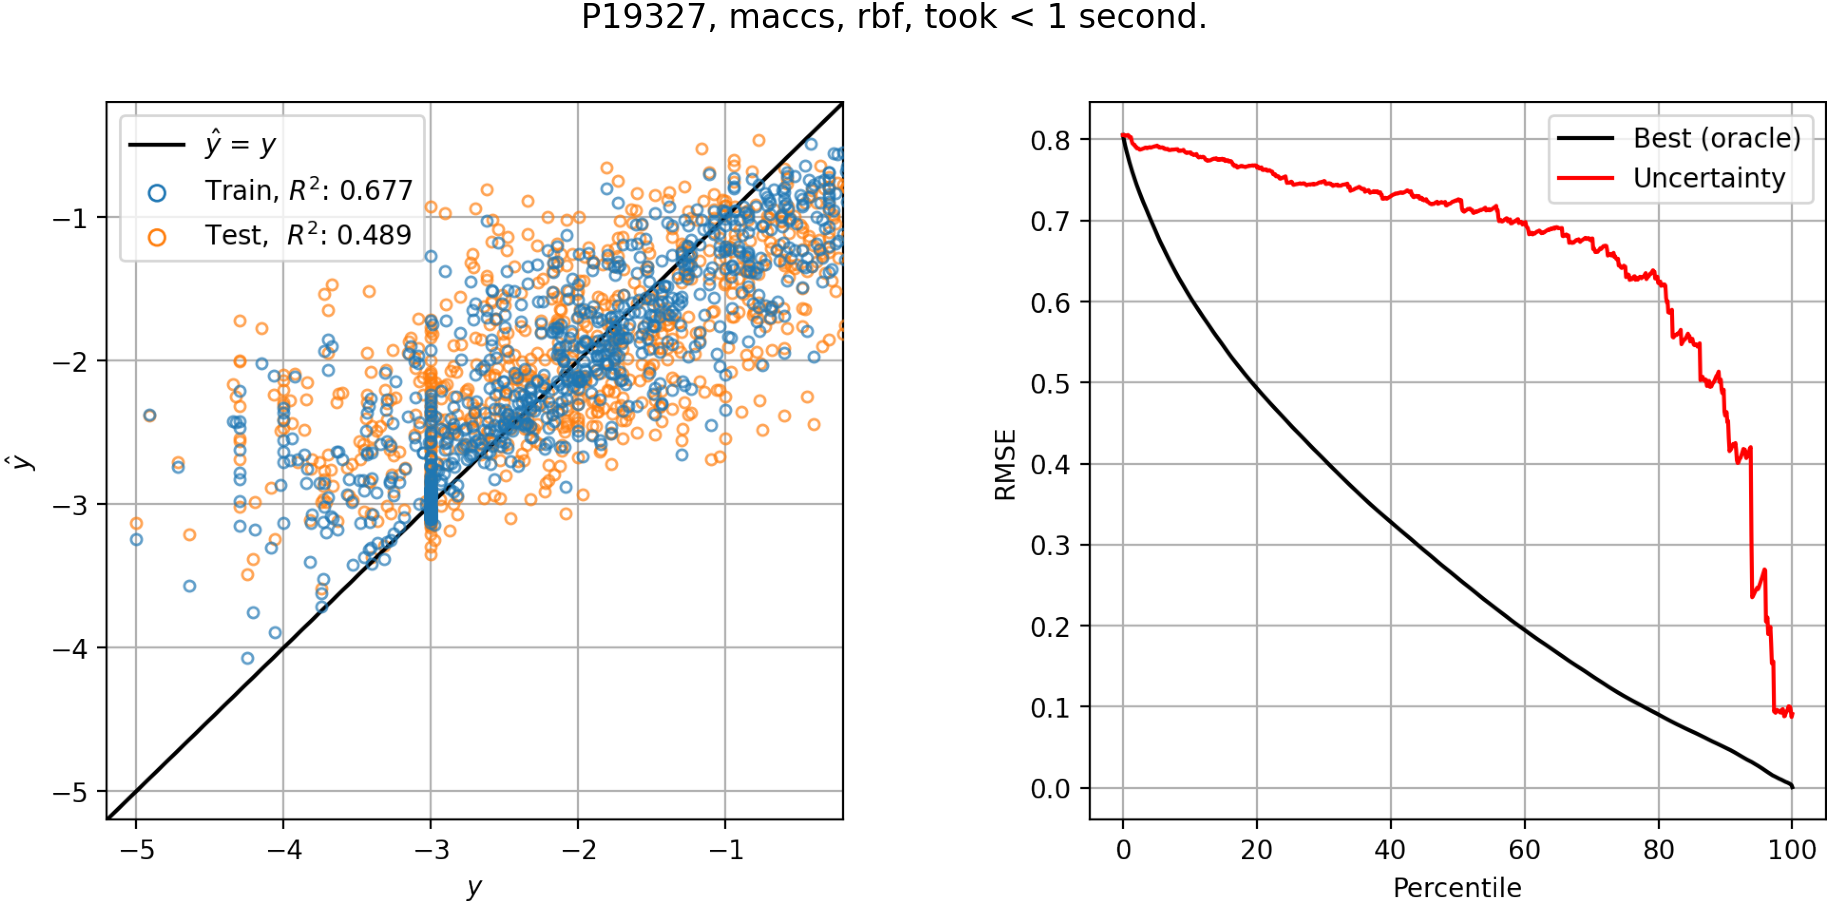 P19327, maccs, rbf, took < 1 second.
ŷ = y
Train, R²: 0.677
Test, R²: 0.489
−1
−2
−3
−4
−5
ŷ
−5 −4 −3 −2 −1
y
Best (oracle)
Uncertainty
0.8
0.7
0.6
0.5
0.4
0.3
0.2
0.1
0.0
RMSE
0 20 40 60 80 100
Percentile